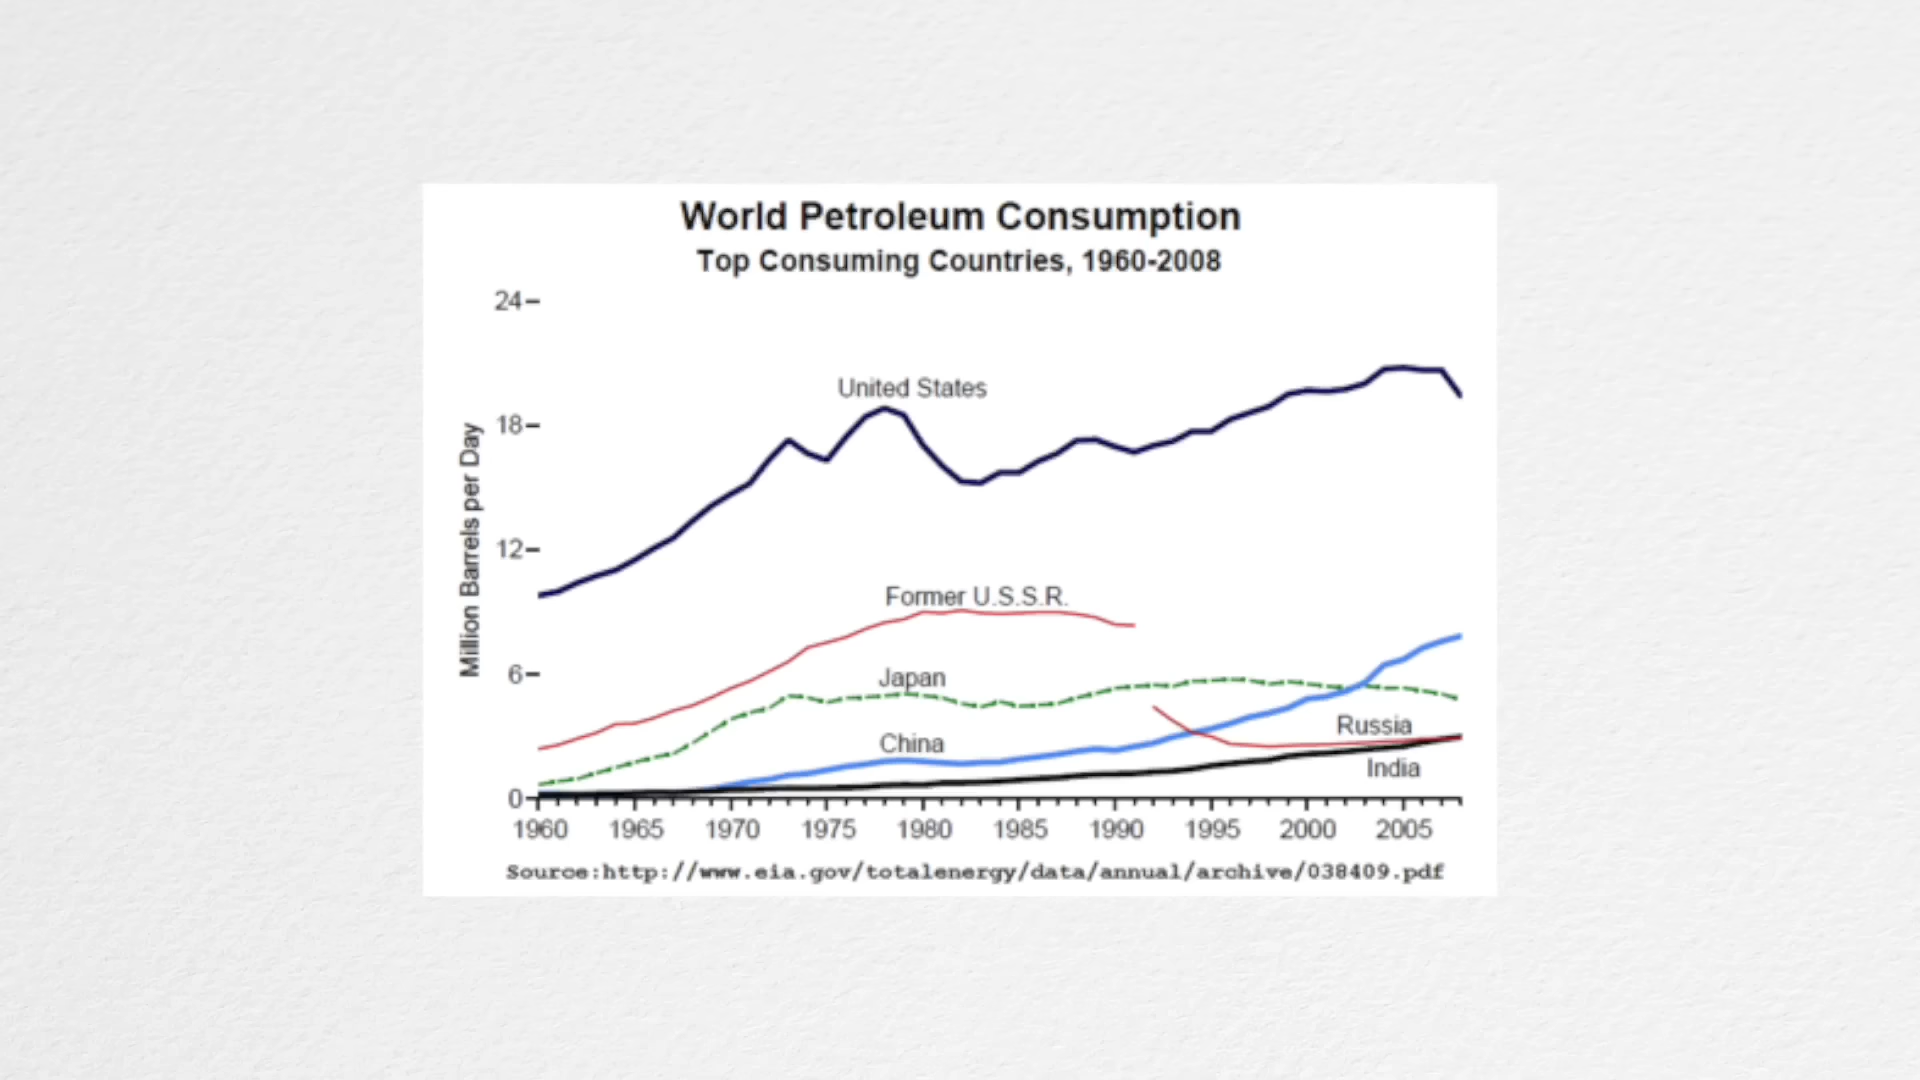 World Petroleum Consumption
Top Consuming Countries, 1960-2008
24
United States
18
Million Barrels per Day
12
Former U.S.S.R.
6
Japan
Russia
China
India
0
1960 1965 1970 1975 1980 1985 1990 1995 2000 2005
Source:http://www.eia.gov/totalenergy/data/annual/archive/038409.pdf